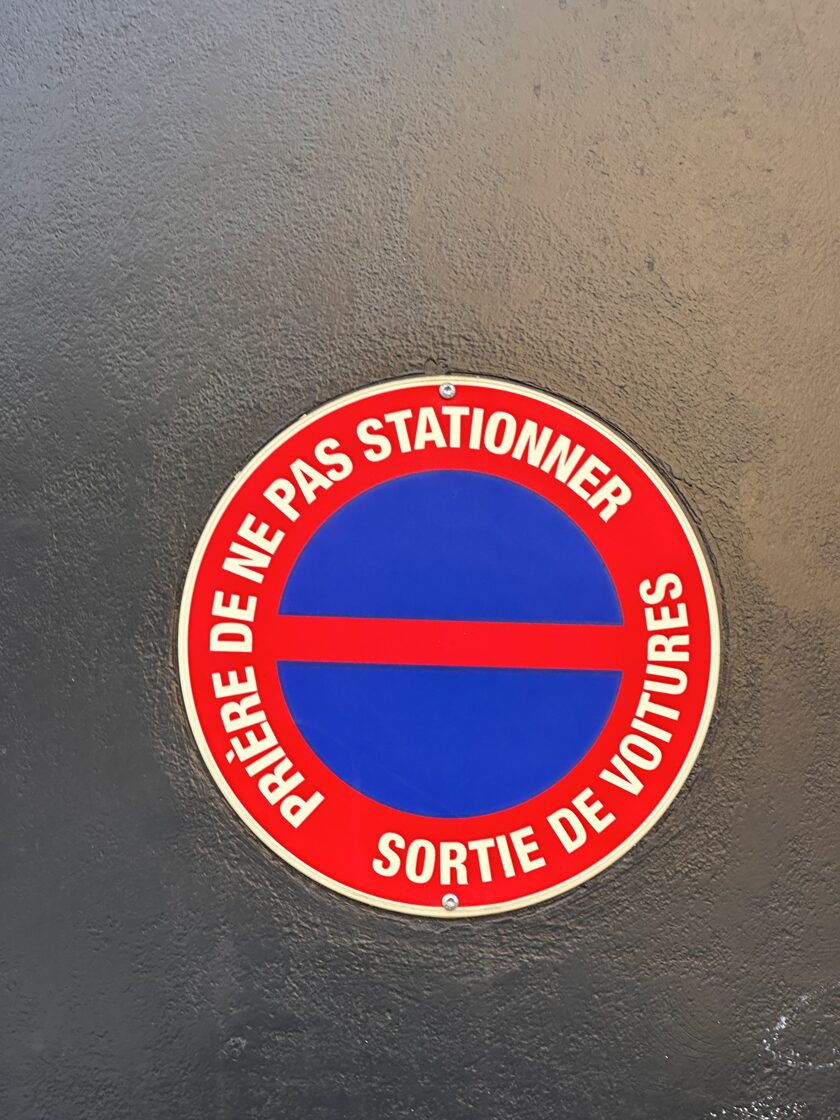 PRIÈRE DE NE PAS STATIONNER
SORTIE DE VOITURES